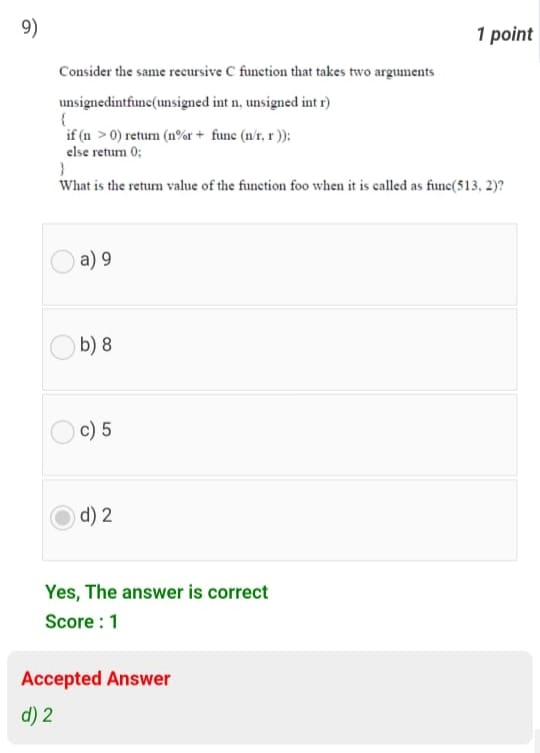 9)
1 point
Consider the same recursive C function that takes two arguments
unsignedintfunc(unsigned int n, unsigned int r)
{
if (n > 0) return (n%r + func (n/r, r ));
else return 0;
}
What is the return value of the function foo when it is called as func(513, 2)?
a) 9
b) 8
c) 5
d) 2
Yes, The answer is correct
Score : 1
Accepted Answer
d) 2